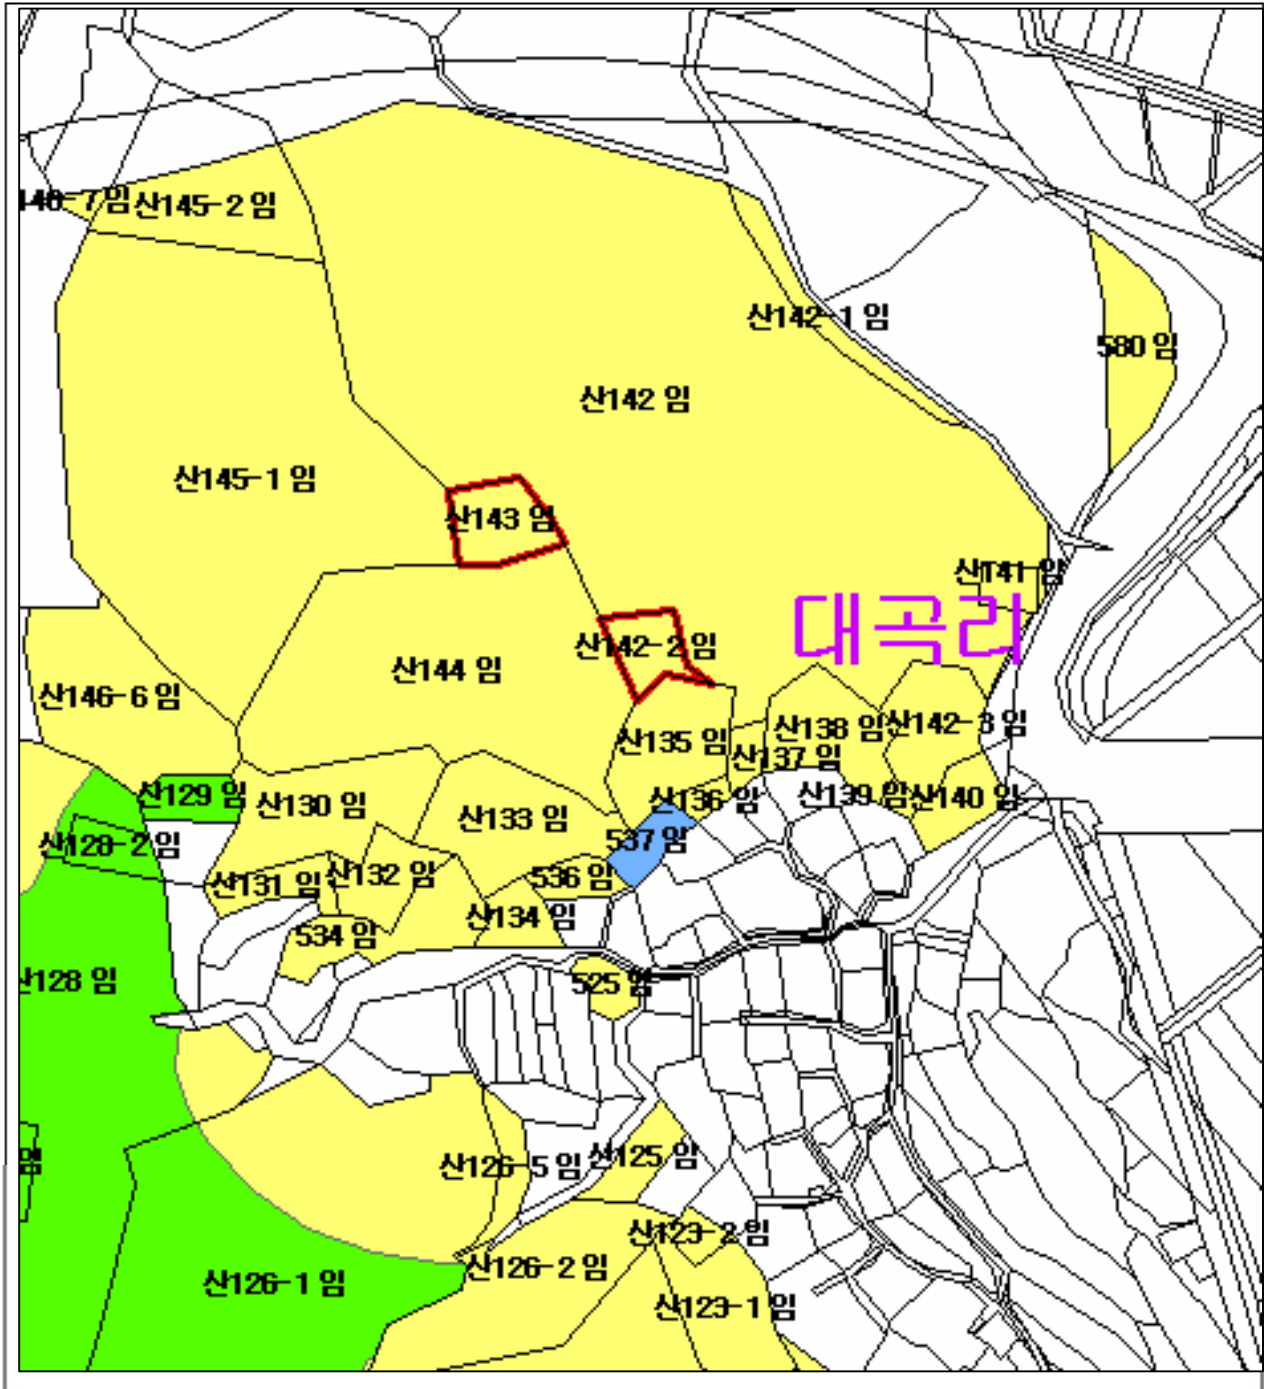 산145-2 임
산142-1 임
580 임
산142 임
산145-1 임
산143 임
산141 임
대곡리
산142-2 임
산144 임
산146-6 임
산135 임
산138 임
산142-3 임
산137 임
산129 임
산130 임
산136 임
산139 임
산140 임
산133 임
537 임
산128-2 임
산131 임
산132 임
536 임
산134 임
534 임
산128 임
525 임
산126-5 임
산125 임
임
산123-2 임
산126-2 임
산126-1 임
산123-1 임